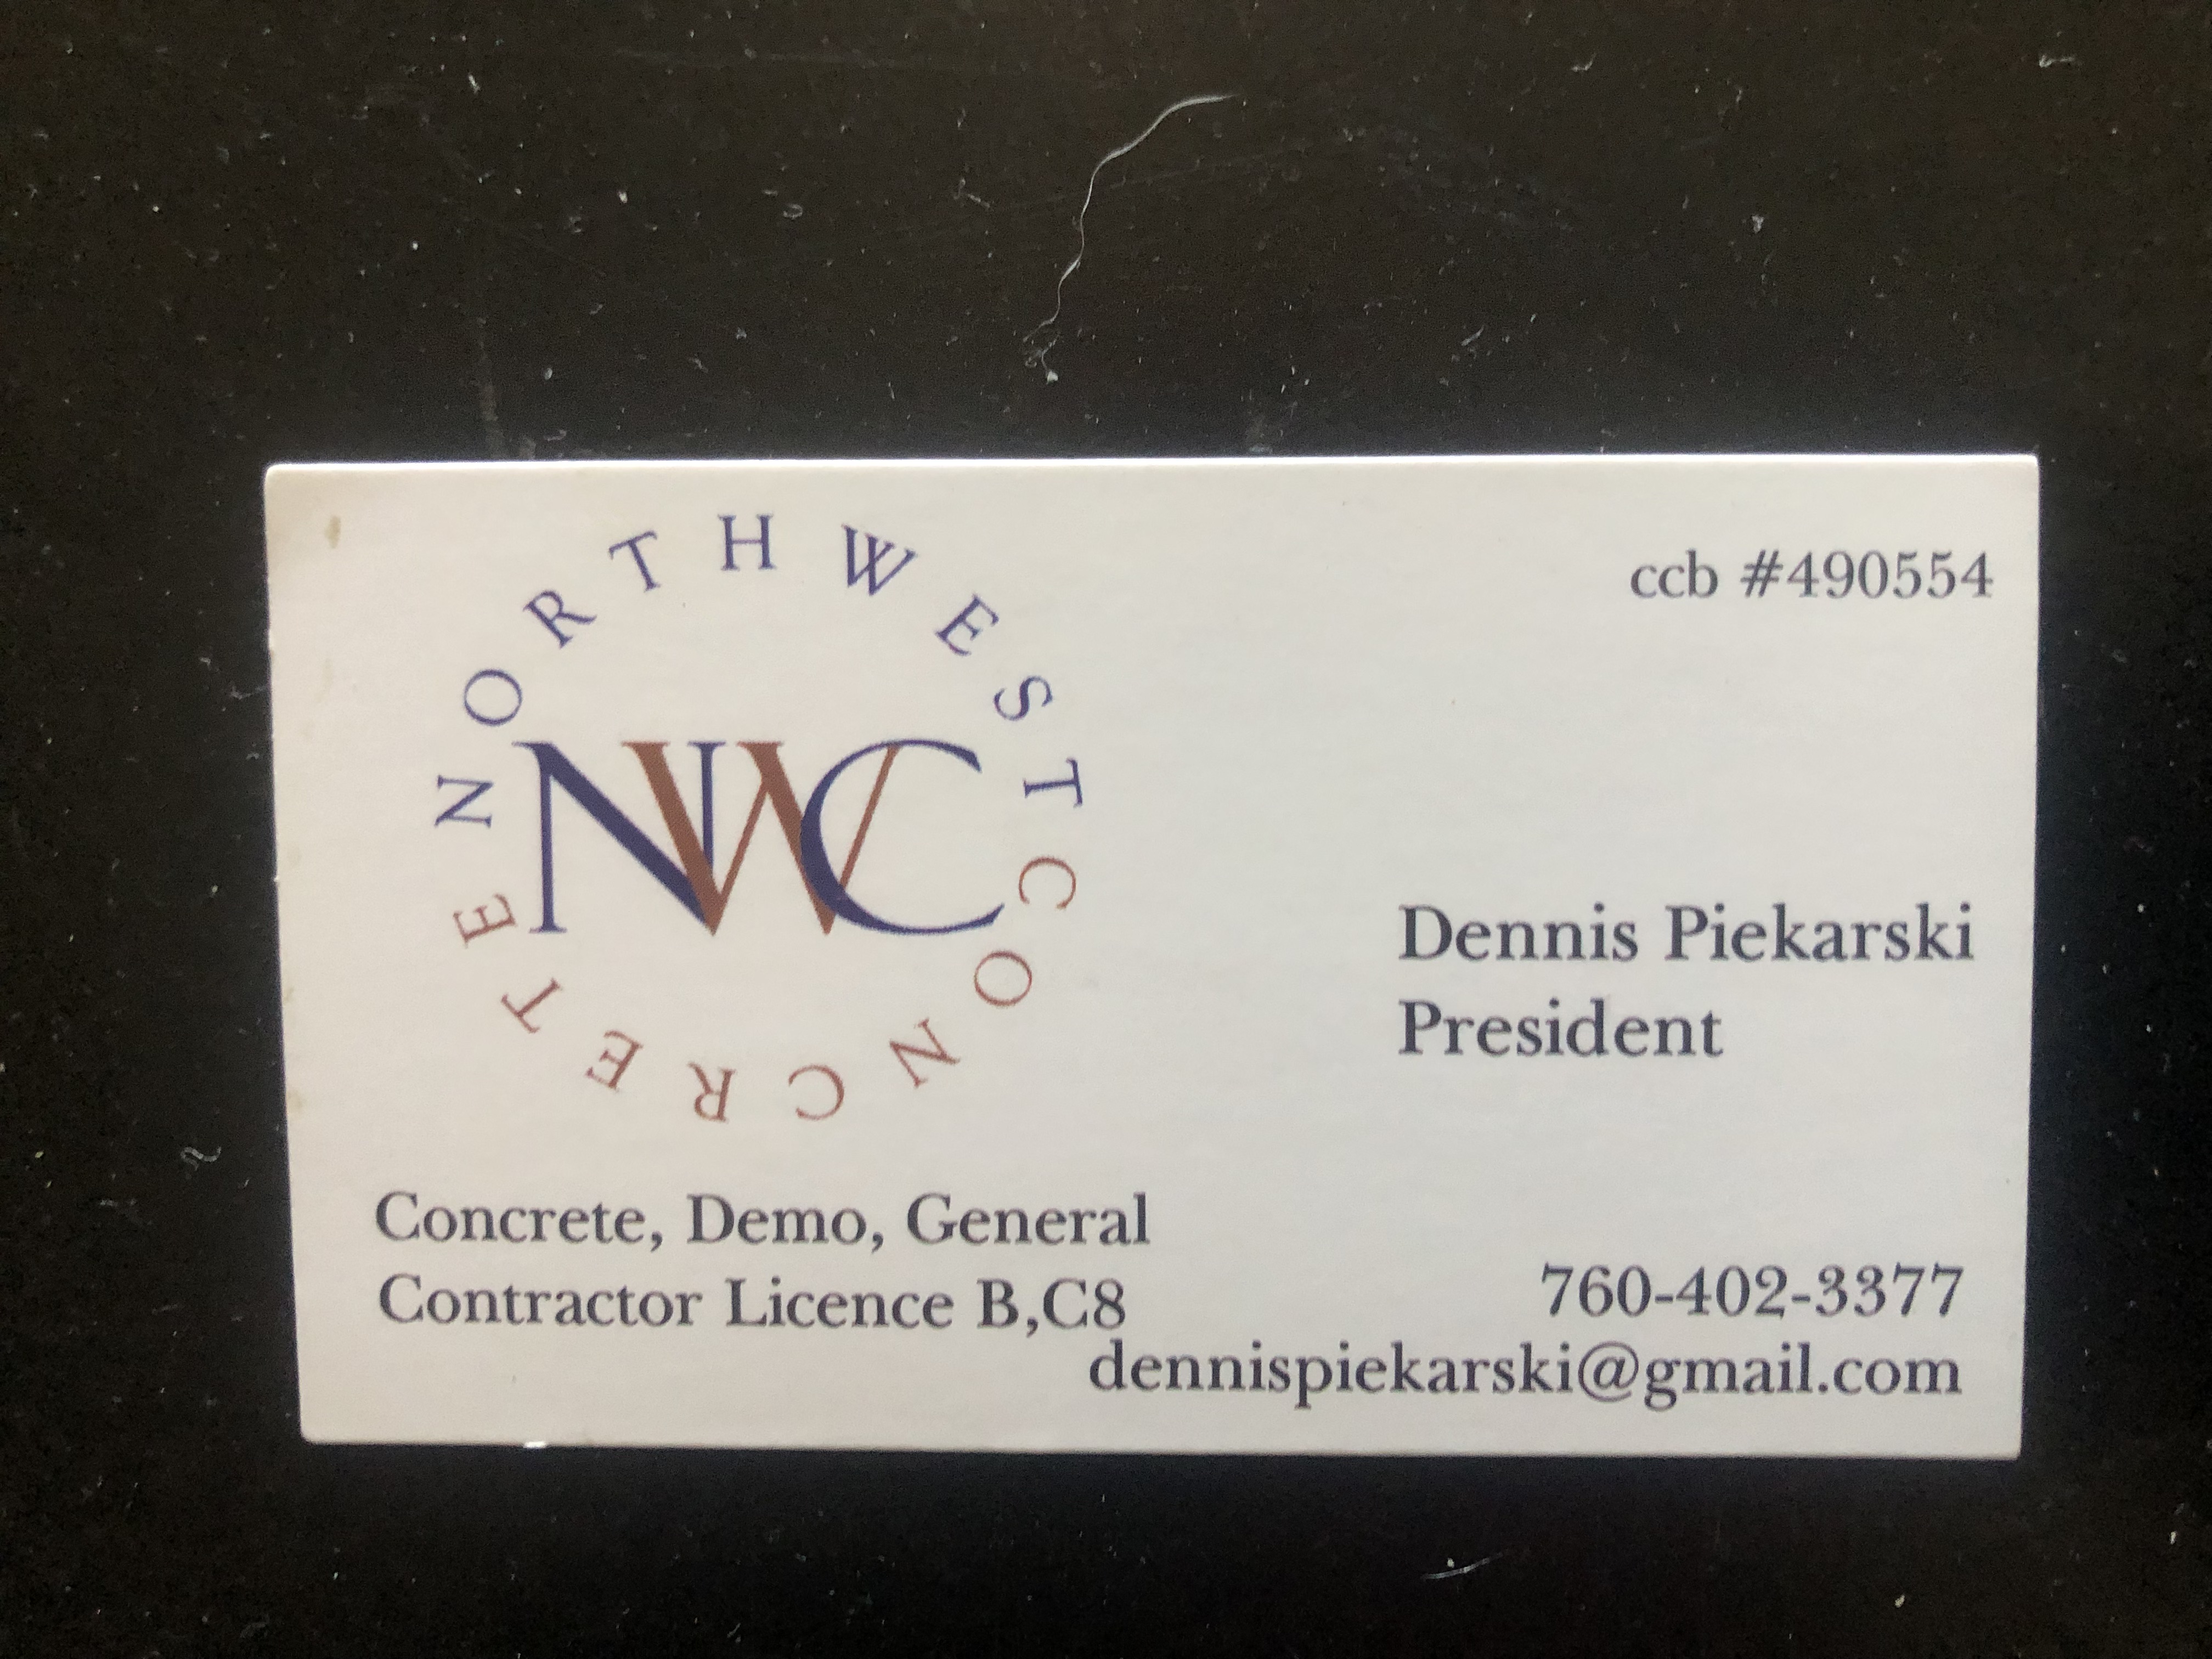 NORTHWEST CONCRETE
NWC
ccb #490554
Dennis Piekarski
President
Concrete, Demo, General
Contractor Licence B,C8
760-402-3377
dennispiekarski@gmail.com